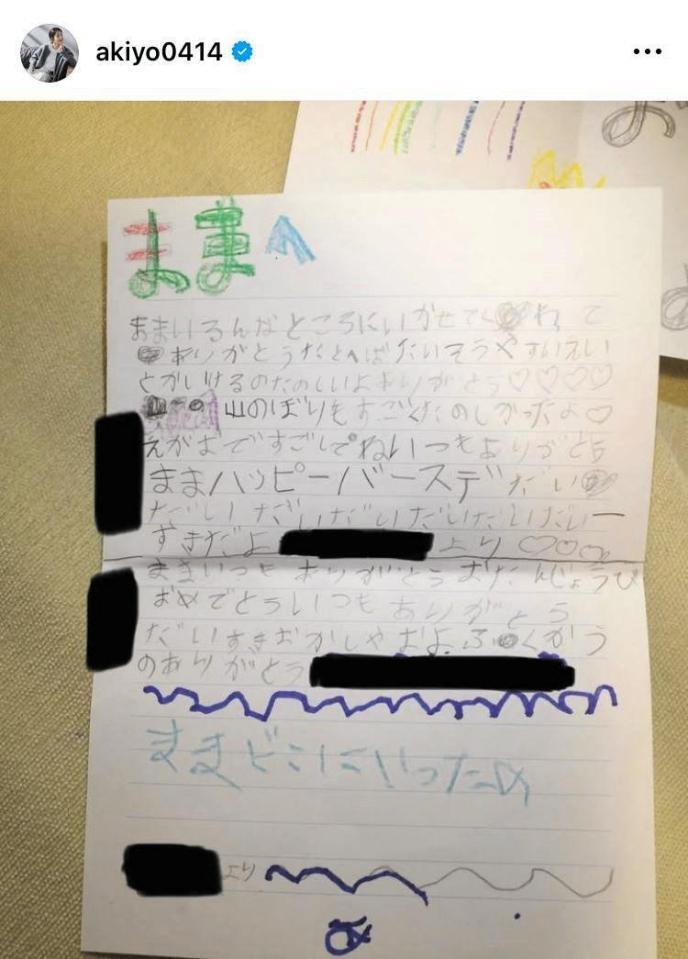 akiyo0414
ままへ
ままいろんなところにいかせてくれて
ありがとうたとへばたいそうやすいえい
とかいけるのたのしいよありがとう♡♡♡♡
山のぼりもすごくたのしかったよ♡
えがおですごしてねいつもありがとう
ままハッピーバースデーだい
だいだいだいだいだいだいー
すきだよ より♡♡♡
ままいつもありがとうおたんじょうび
おめでとういつもありがとう
だいすきおかしや ふくかう
のありがとう
ままどこにいったの
より
ま